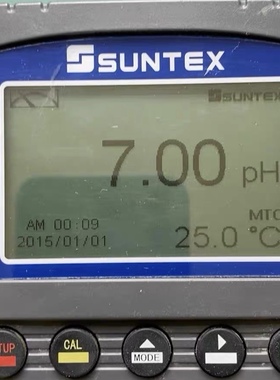 SUNTEX
SUNTEX
7.00 pH
MTC
AM 00:09
2015/01/01
25.0 °C
CAL
MODE